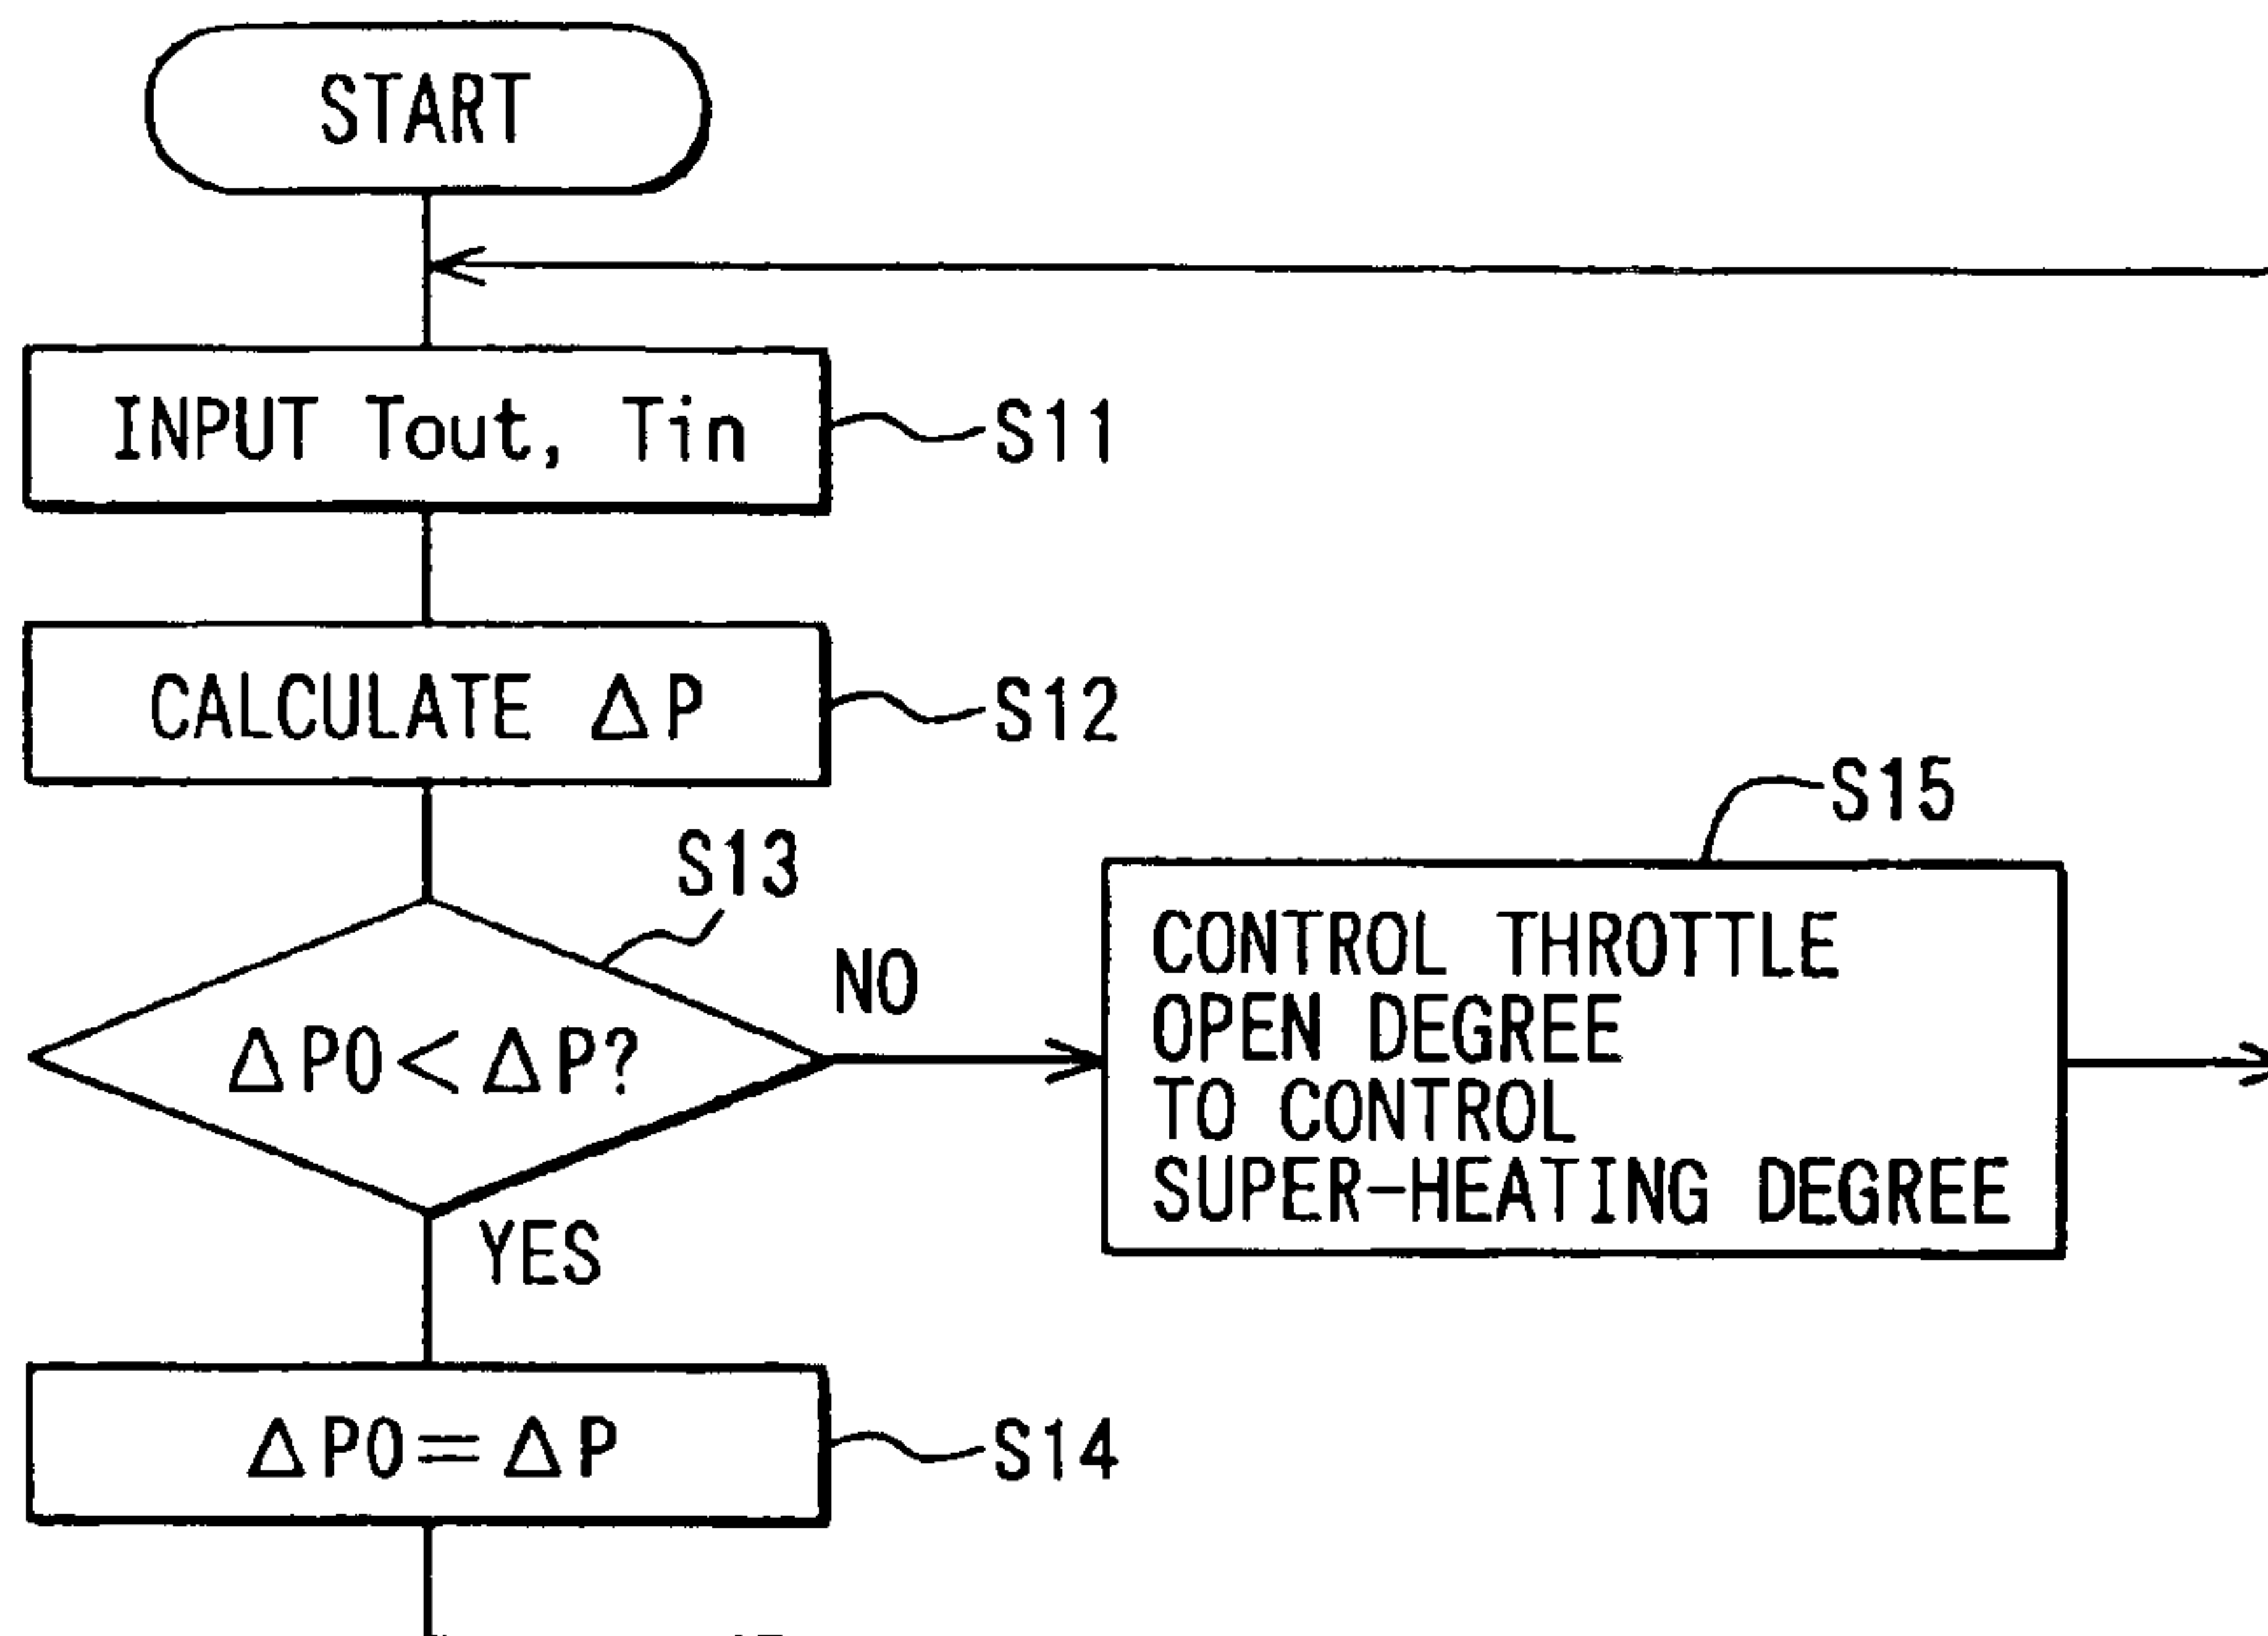 START
INPUT Tout, Tin
S11
CALCULATE ΔP
S12
S13
ΔP0<ΔP?
NO
YES
S15
CONTROL THROTTLE
OPEN DEGREE
TO CONTROL
SUPER-HEATING DEGREE
ΔP0=ΔP
S14